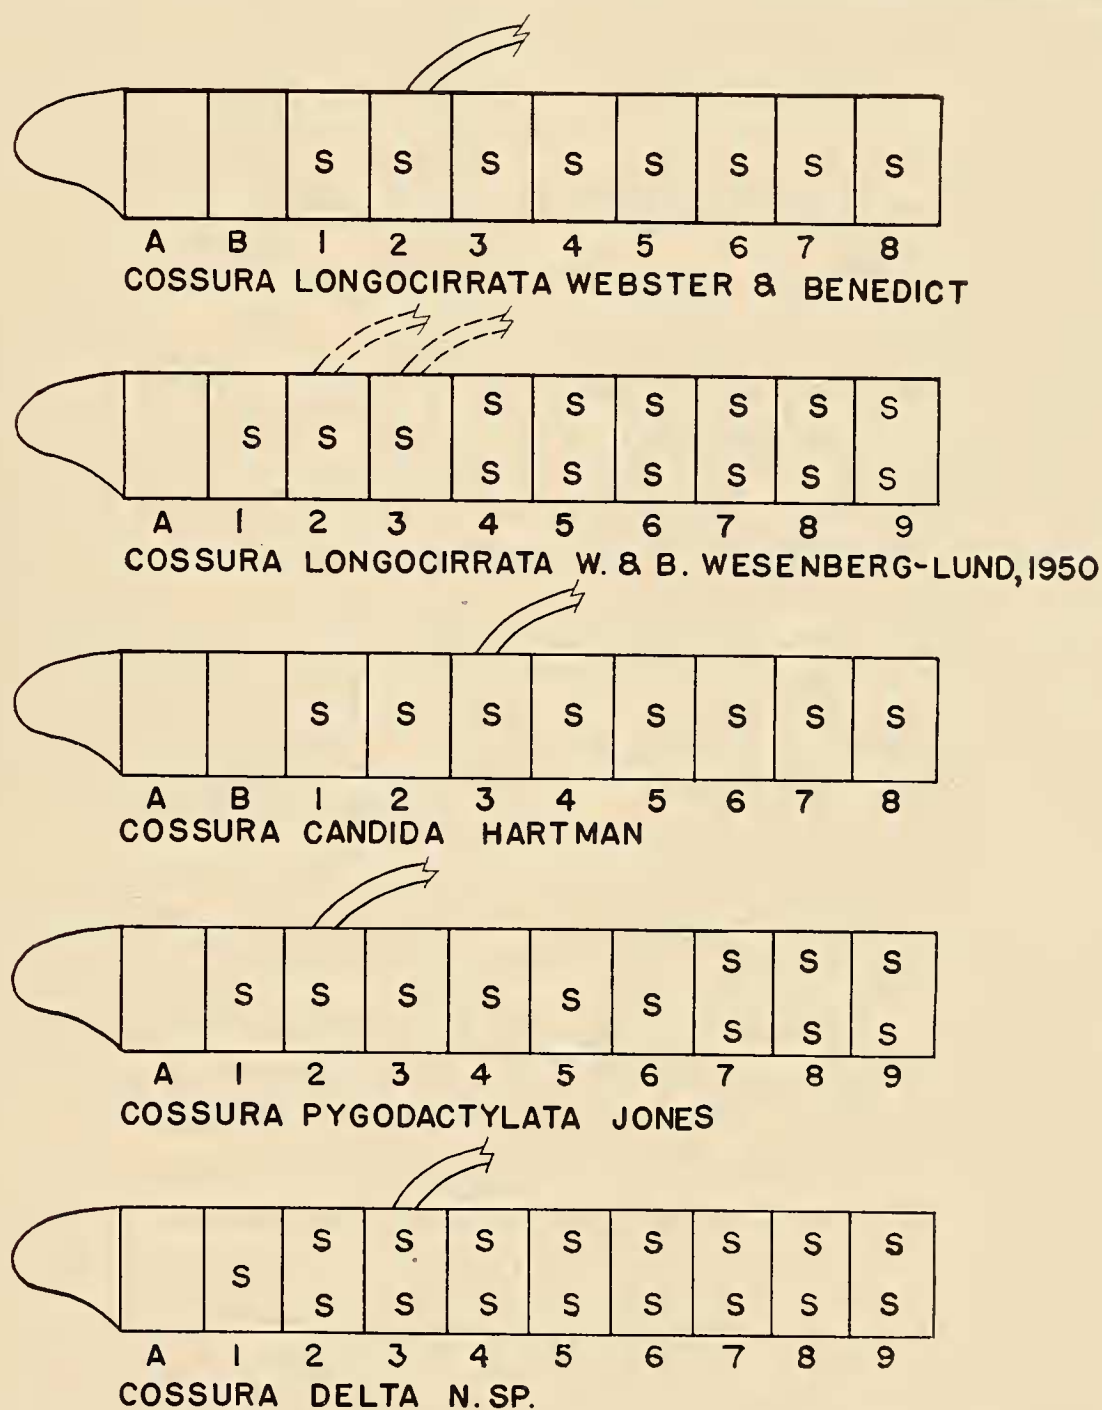 S S S S S S S S
A B 1 2 3 4 5 6 7 8
COSSURA LONGOCIRRATA WEBSTER & BENEDICT
S S S S S S
S S S
S S S S S S
A 1 2 3 4 5 6 7 8 9
COSSURA LONGOCIRRATA W. & B. WESENBERG-LUND, 1950
S S S S S S S S
A B 1 2 3 4 5 6 7 8
COSSURA CANDIDA HARTMAN
S S S
S S S S S S
S S S
A 1 2 3 4 5 6 7 8 9
COSSURA PYGODACTYLATA JONES
S S S S S S S S
S
S S S S S S S S
A 1 2 3 4 5 6 7 8 9
COSSURA DELTA N. SP.